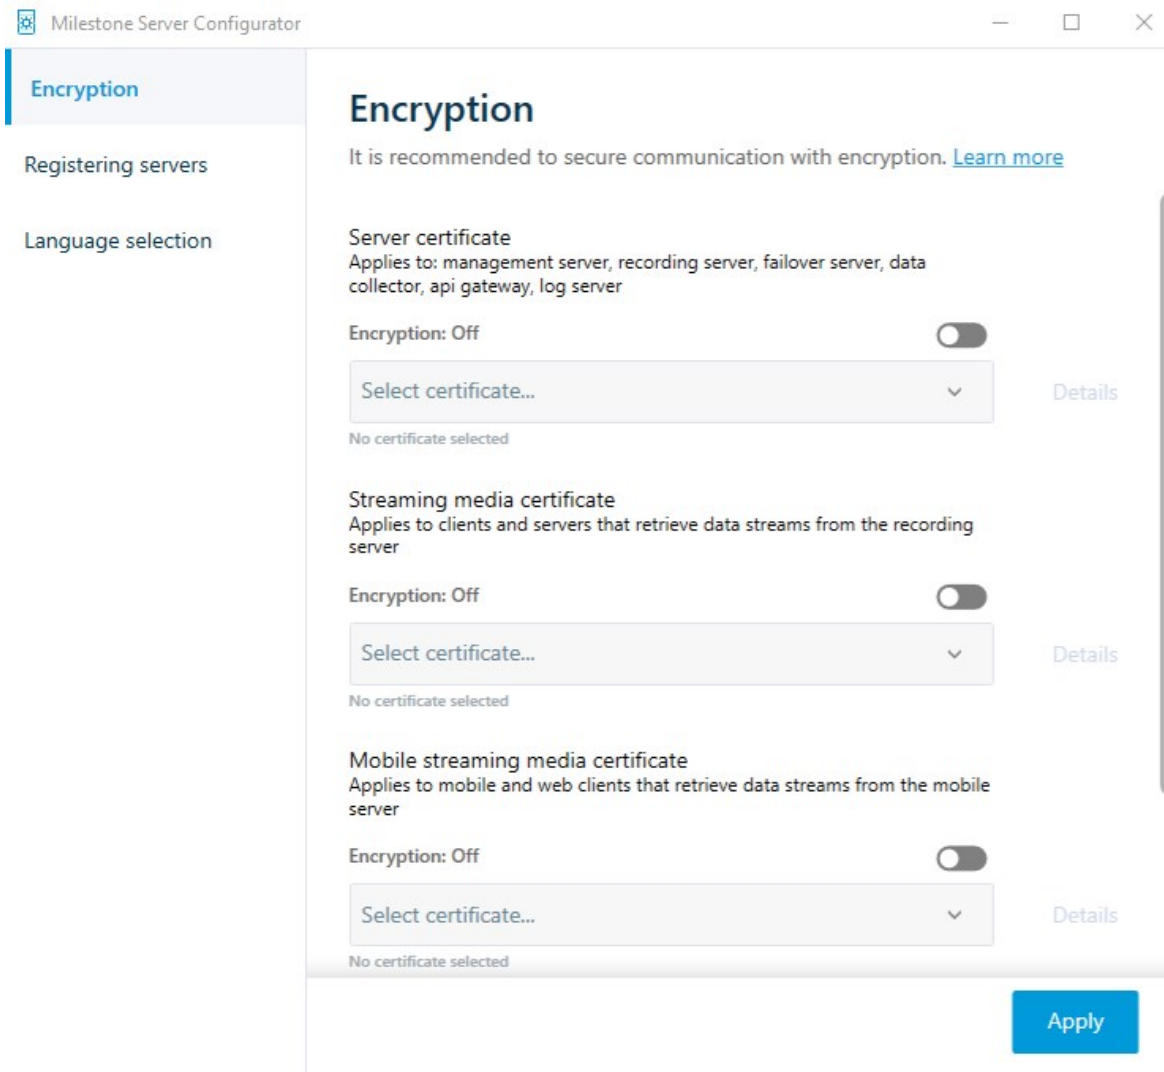 Milestone Server Configurator
Encryption
Registering servers
Language selection
Encryption
It is recommended to secure communication with encryption. Learn more
Server certificate
Applies to: management server, recording server, failover server, data
collector, api gateway, log server
Encryption: Off
Select certificate...
Details
No certificate selected
Streaming media certificate
Applies to clients and servers that retrieve data streams from the recording
server
Encryption: Off
Select certificate...
Details
No certificate selected
Mobile streaming media certificate
Applies to mobile and web clients that retrieve data streams from the mobile
server
Encryption: Off
Select certificate...
Details
No certificate selected
Apply